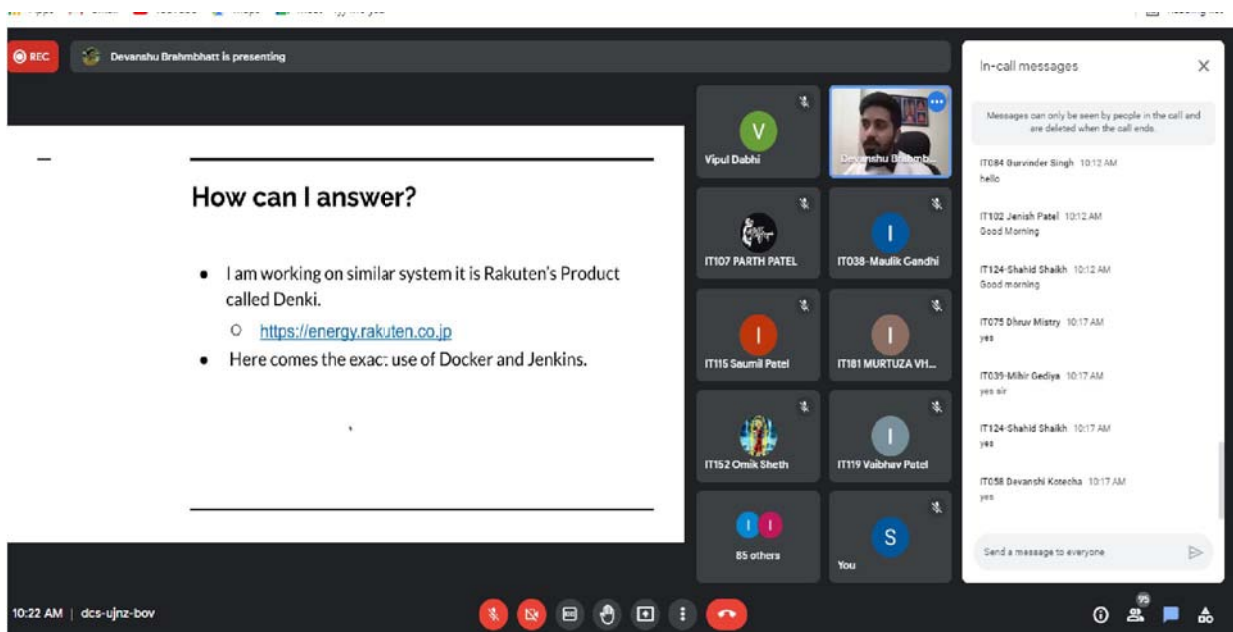 REC
Devanshu Brahmbhatt is presenting
How can I answer?
● I am working on similar system it is Rakuten's Product
called Denki.
○ https://energy.rakuten.co.jp
● Here comes the exact use of Docker and Jenkins.
V
Vipul Dabhi
Devanshu Brahmb...
IT107 PARTH PATEL
I
IT038-Maulik Gandhi
I
IT115 Saumil Patel
I
IT181 MURTUZA VH...
IT152 Omik Sheth
I
IT119 Vaibhav Patel
I I
85 others
S
You
In-call messages
Messages can only be seen by people in the call and
are deleted when the call ends.
IT084 Gurvinder Singh 10:12 AM
hello
IT102 Jenish Patel 10:12 AM
Good Morning
IT124-Shahid Shaikh 10:12 AM
Good morning
IT075 Dhruv Mistry 10:17 AM
yes
IT039-Mihir Gediya 10:17 AM
yes sir
IT124-Shahid Shaikh 10:17 AM
yes
IT058 Devanshi Kotecha 10:17 AM
yes
Send a message to everyone
10:22 AM | dcs-ujnz-bov
95